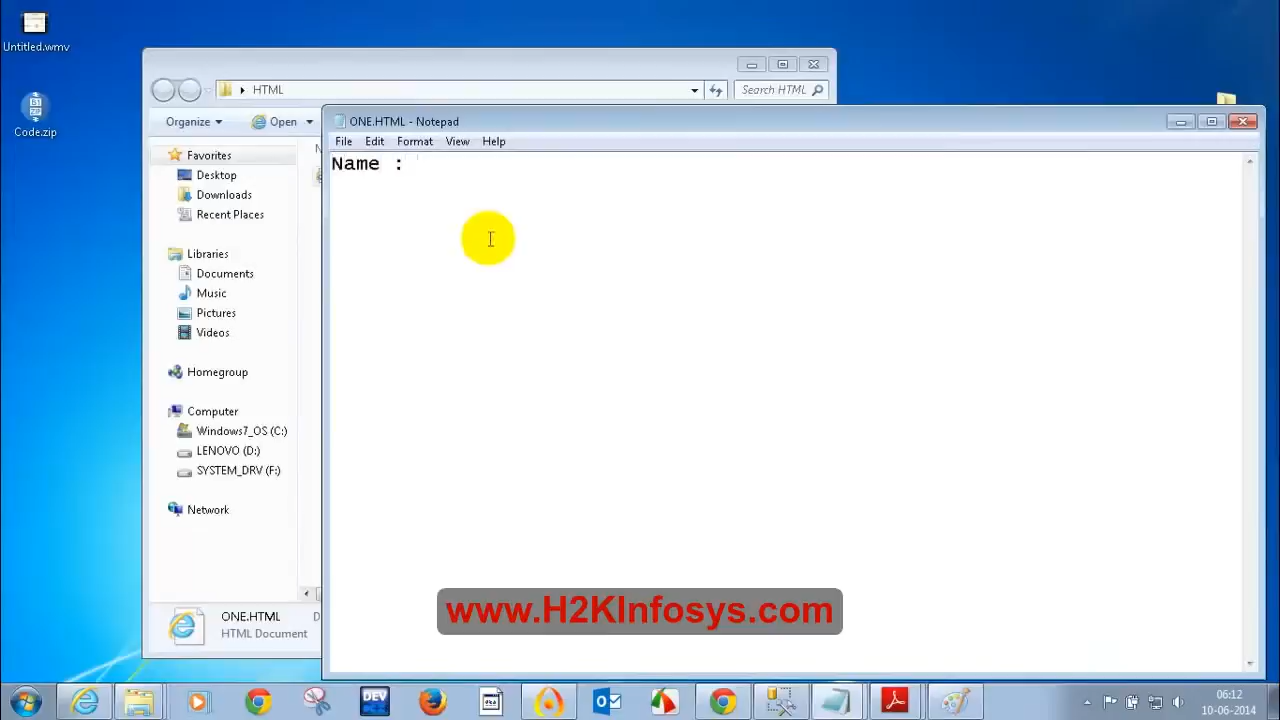 Untitled.wmv
Code.zip
HTML
Search HTML
Organize
Open
Favorites
Desktop
Downloads
Recent Places
Libraries
Documents
Music
Pictures
Videos
Homegroup
Computer
Windows7_OS (C:)
LENOVO (D:)
SYSTEM_DRV (F:)
Network
ONE.HTML
HTML Document
ONE.HTML - Notepad
File Edit Format View Help
Name :
www.H2KInfosys.com
DEV
06:12
10-06-2014